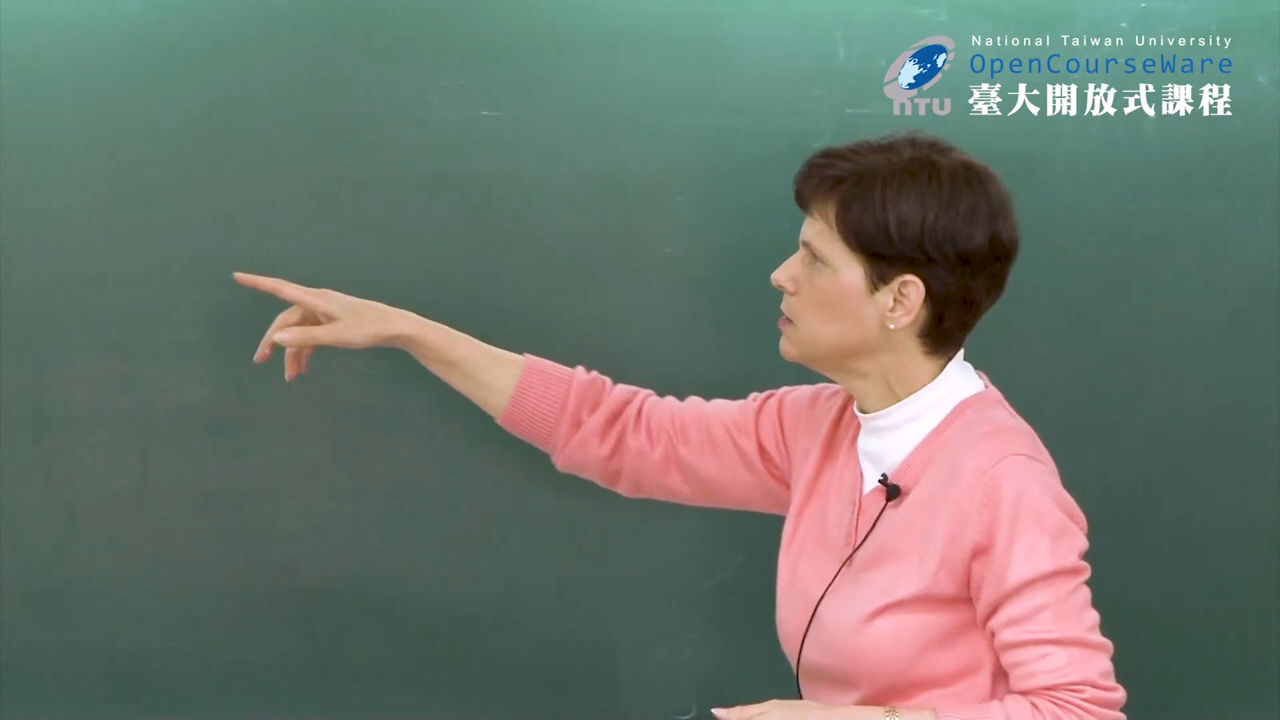 National Taiwan University
OpenCourseWare
臺大開放式課程
NTU